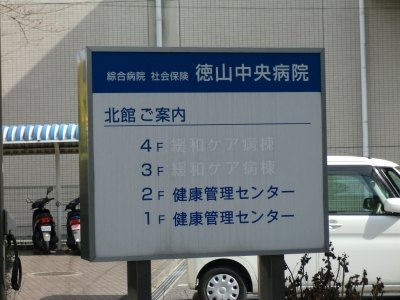 綜合病院 社会保険 徳山中央病院
北館 ご案内
4F 緩和ケア病棟
3F 緩和ケア病棟
2F 健康管理センター
1F 健康管理センター